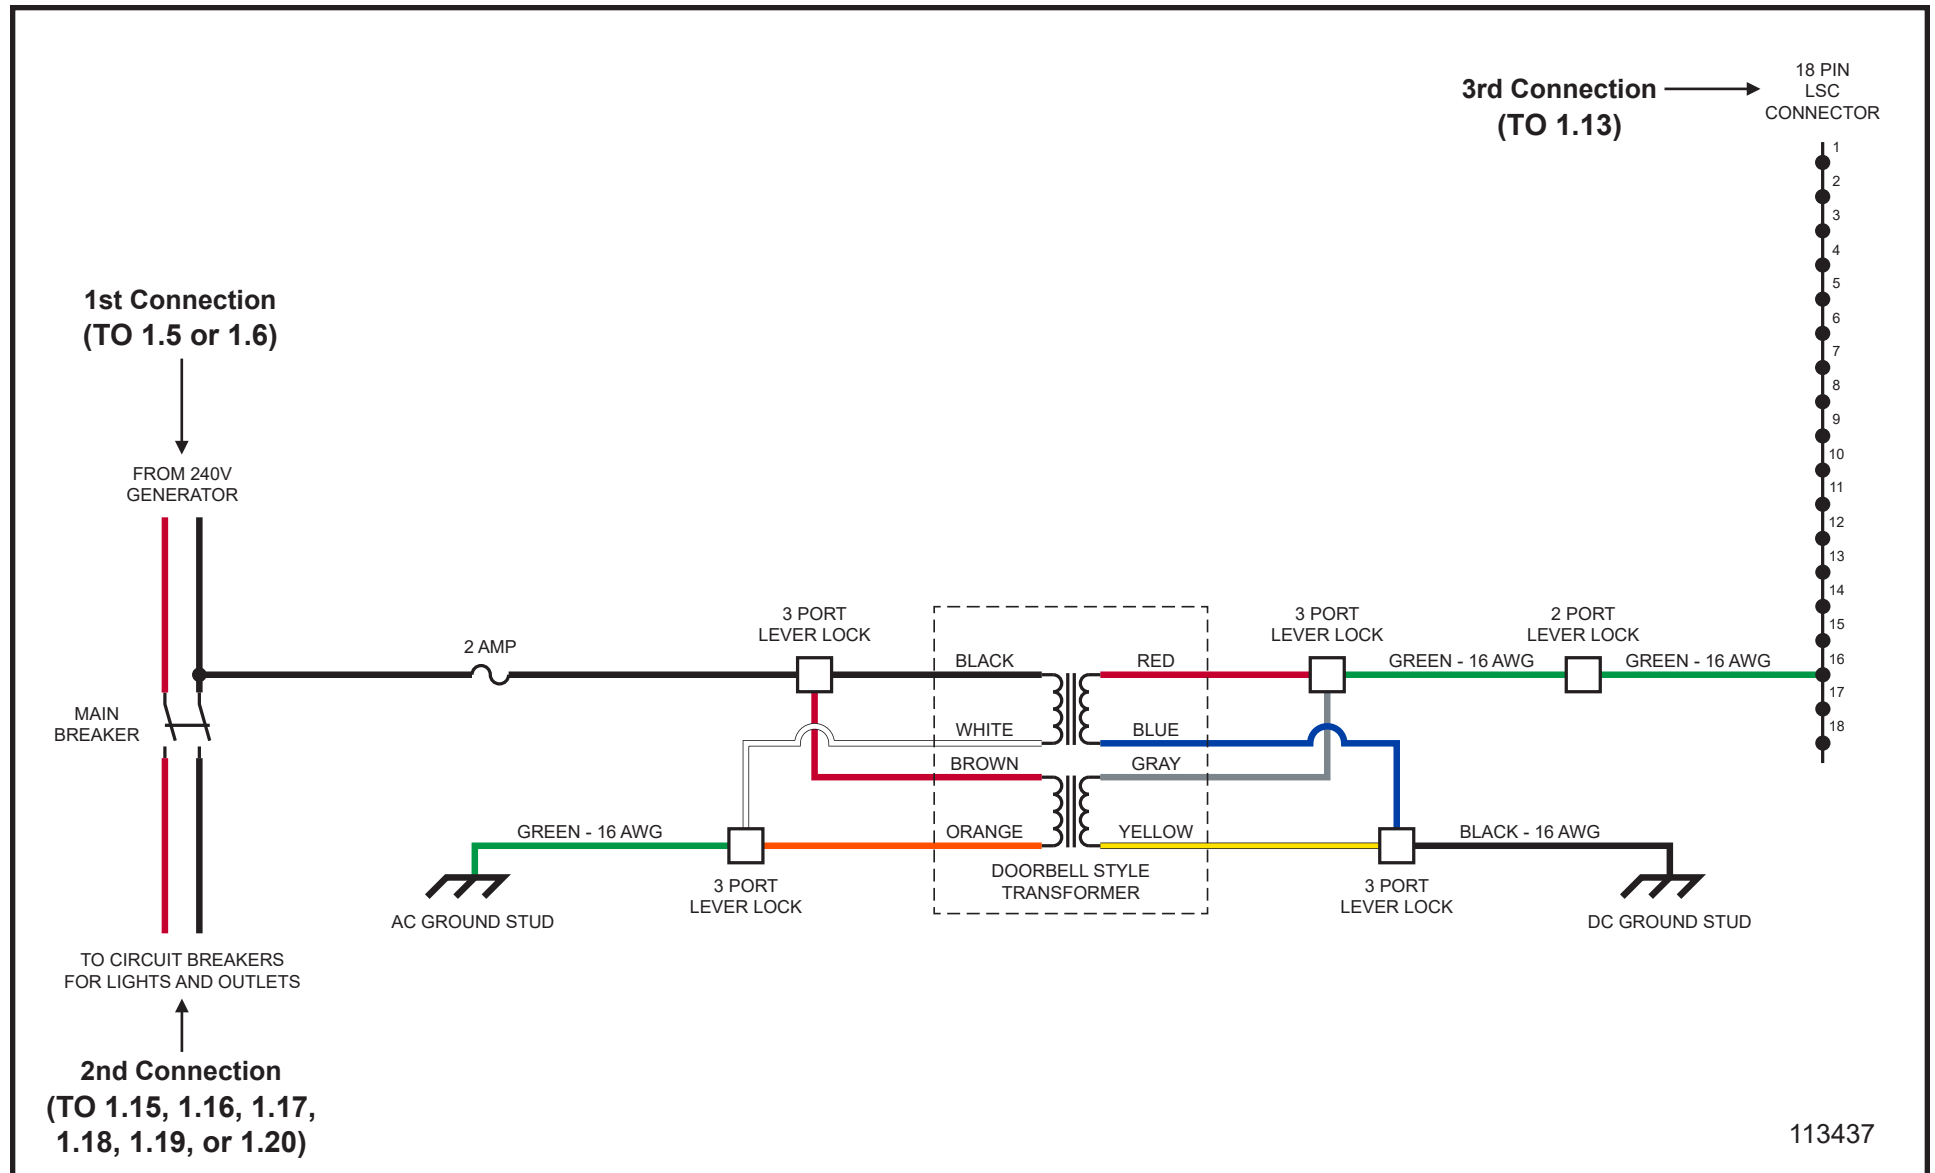 3rd Connection
(TO 1.13)
18 PIN
LSC
CONNECTOR
1
2
3
4
5
6
7
8
9
10
11
12
13
14
15
16
17
18
1st Connection
(TO 1.5 or 1.6)
FROM 240V
GENERATOR
MAIN
BREAKER
2 AMP
3 PORT
LEVER LOCK
BLACK
WHITE
BROWN
ORANGE
RED
BLUE
GRAY
YELLOW
DOORBELL STYLE
TRANSFORMER
3 PORT
LEVER LOCK
GREEN - 16 AWG
2 PORT
LEVER LOCK
GREEN - 16 AWG
GREEN - 16 AWG
3 PORT
LEVER LOCK
AC GROUND STUD
BLACK - 16 AWG
3 PORT
LEVER LOCK
DC GROUND STUD
TO CIRCUIT BREAKERS
FOR LIGHTS AND OUTLETS
2nd Connection
(TO 1.15, 1.16, 1.17,
1.18, 1.19, or 1.20)
113437